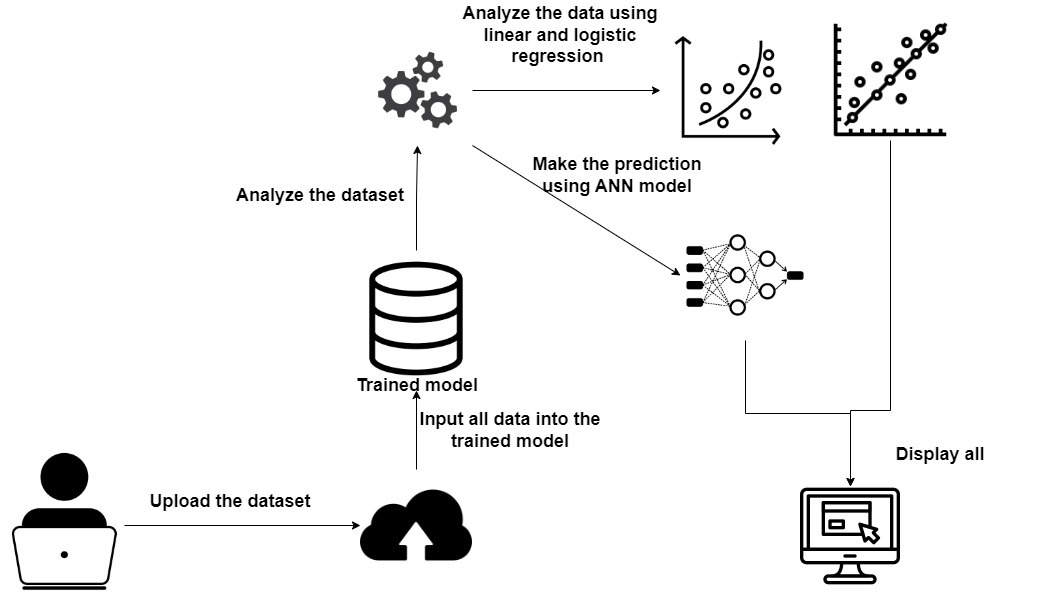 Analyze the data using
linear and logistic
regression
Make the prediction
using ANN model
Analyze the dataset
Trained model
Input all data into the
trained model
Display all
Upload the dataset